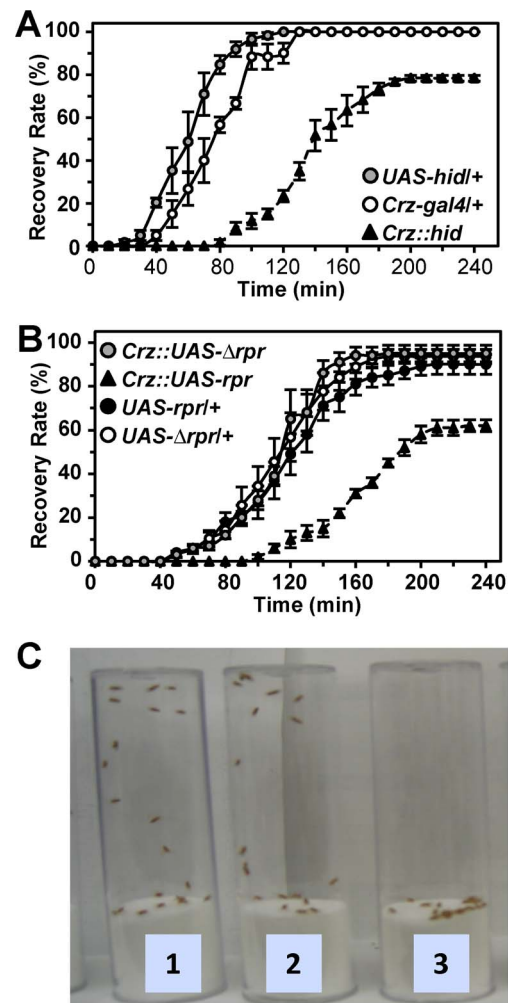 A
Recovery Rate (%)
100
80
60
40
20
0
UAS-hid/+
Crz-gal4/+
Crz::hid
0 40 80 120 160 200 240
Time (min)
B
Recovery Rate (%)
100
80
60
40
20
0
Crz::UAS-Δrpr
Crz::UAS-rpr
UAS-rpr/+
UAS-Δrpr/+
0 40 80 120 160 200 240
Time (min)
C
1 2 3